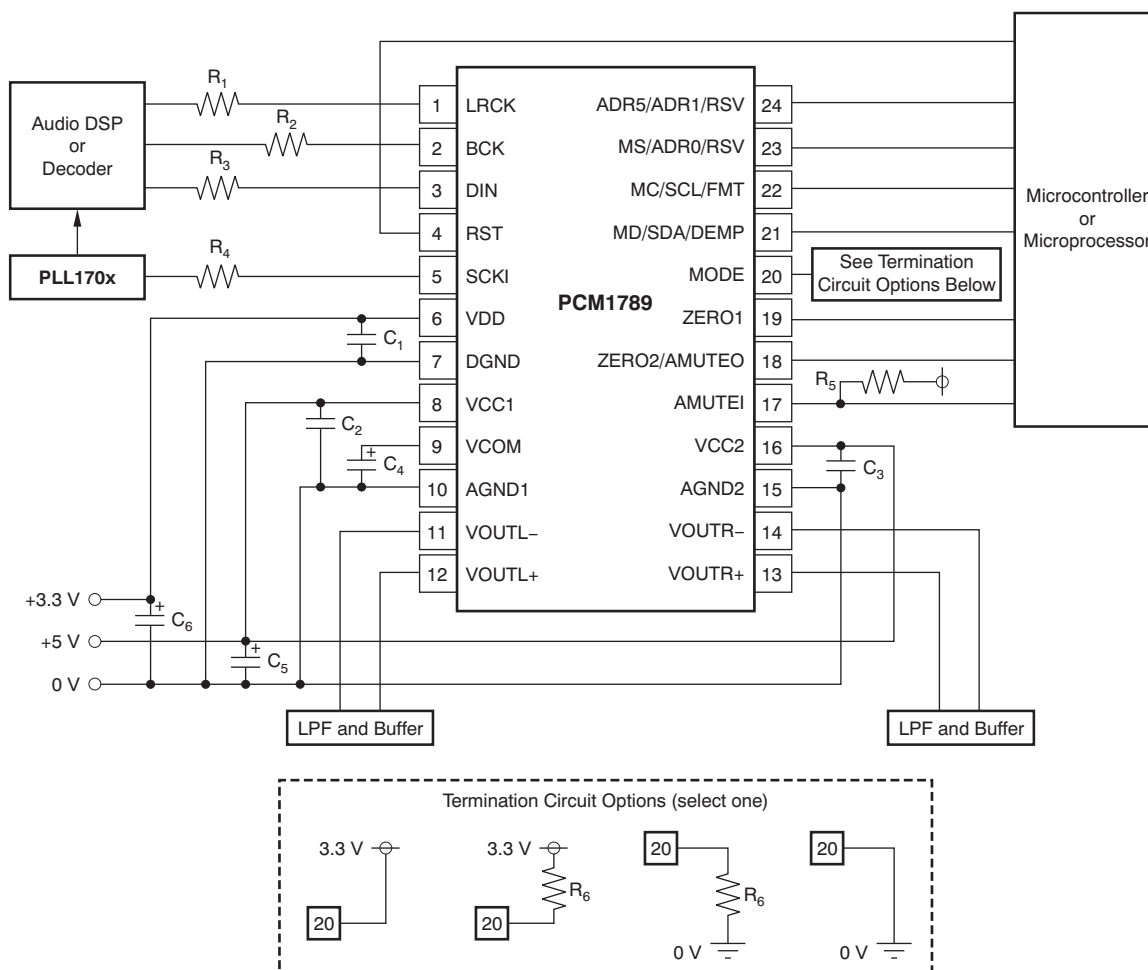 Audio DSP
or
Decoder
PLL170x
R1
R2
R3
R4
1 LRCK
2 BCK
3 DIN
4 RST
5 SCKI
6 VDD
7 DGND
8 VCC1
9 VCOM
10 AGND1
11 VOUTL−
12 VOUTL+
PCM1789
ADR5/ADR1/RSV 24
MS/ADR0/RSV 23
MC/SCL/FMT 22
MD/SDA/DEMP 21
MODE 20
ZERO1 19
ZERO2/AMUTEO 18
AMUTEI 17
VCC2 16
AGND2 15
VOUTR− 14
VOUTR+ 13
Microcontroller
or
Microprocessor
See Termination
Circuit Options Below
R5
C1
C2
+ C4
C3
+3.3 V
+ C6
+5 V
+ C5
0 V
LPF and Buffer
LPF and Buffer
Termination Circuit Options (select one)
3.3 V
20
3.3 V
R6
20
20
R6
0 V
20
0 V